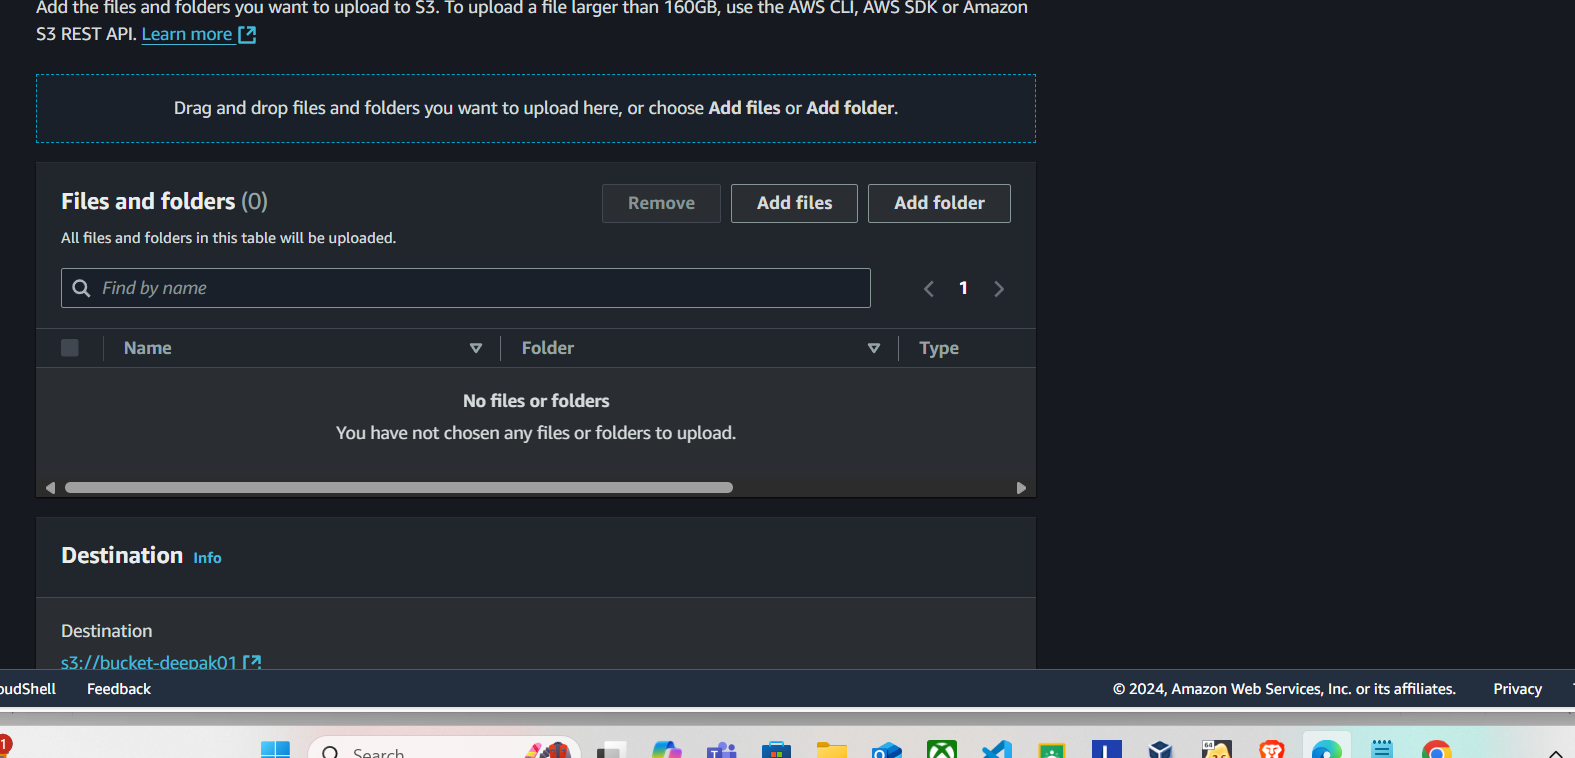 Add the files and folders you want to upload to S3. To upload a file larger than 160GB, use the AWS CLI, AWS SDK or Amazon
S3 REST API. Learn more
Drag and drop files and folders you want to upload here, or choose Add files or Add folder.
Files and folders (0)
Remove
Add files
Add folder
All files and folders in this table will be uploaded.
Find by name
1
Name
Folder
Type
No files or folders
You have not chosen any files or folders to upload.
Destination Info
Destination
s3://bucket-deepak01
oudShell
Feedback
© 2024, Amazon Web Services, Inc. or its affiliates.
Privacy
1
Search
64